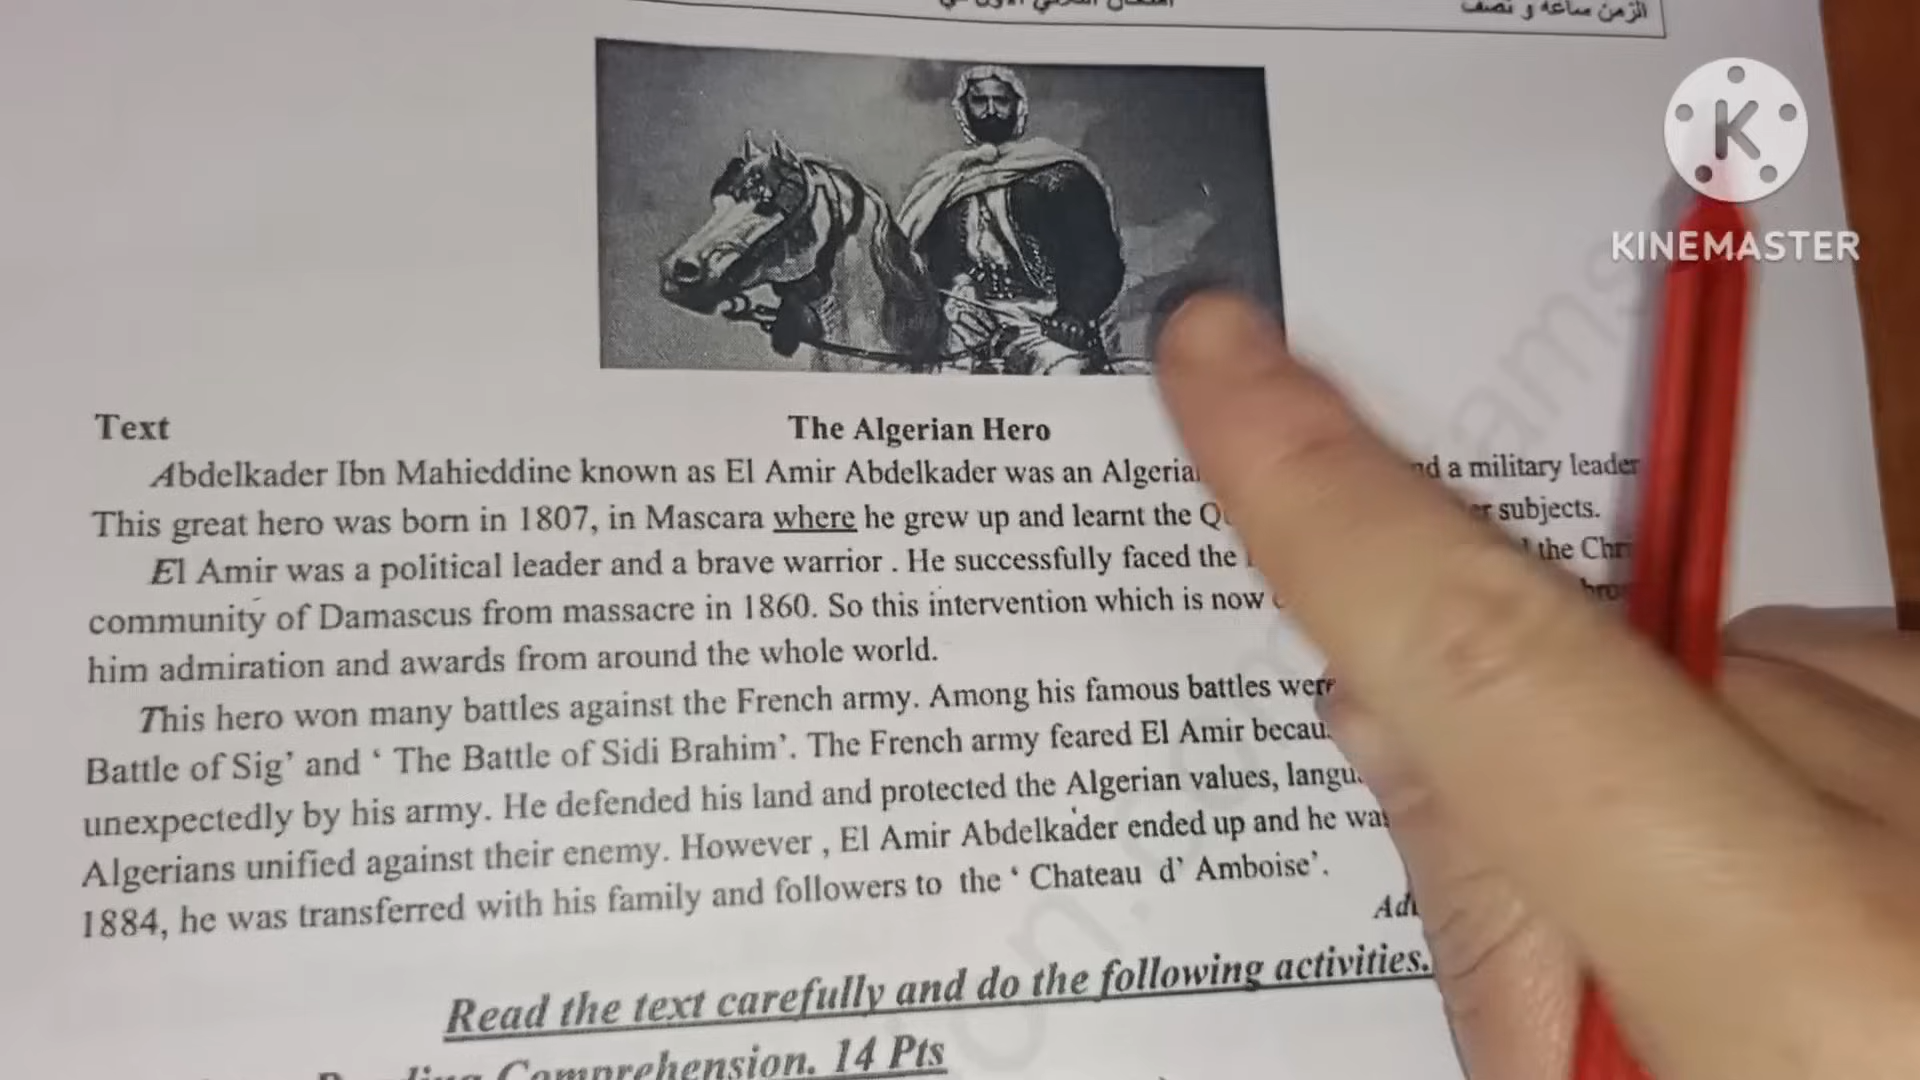 الزمن ساعة و نصف
K
KINEMASTER
Text
The Algerian Hero
Abdelkader Ibn Mahieddine known as El Amir Abdelkader was an a military leader
This great hero was born in 1807, in Mascara where he grew up and learnt the subjects.
El Amir was a political leader and a brave warrior . He successfully faced the the
community of Damascus from massacre in 1860. So this intervention which is now
him admiration and awards from around the whole world.
This hero won many battles against the French army. Among his famous battles were
Battle of Sig’ and ‘ The Battle of Sidi Brahim’. The French army feared El Amir
unexpectedly by his army. He defended his land and protected the Algerian values,
Algerians unified against their enemy. However , El Amir Abdelkader ended up and he
1884, he was transferred with his family and followers to the ‘ Chateau d’ Amboise’.
Read the text carefully and do the following activities.
Comprehension. 14 Pts